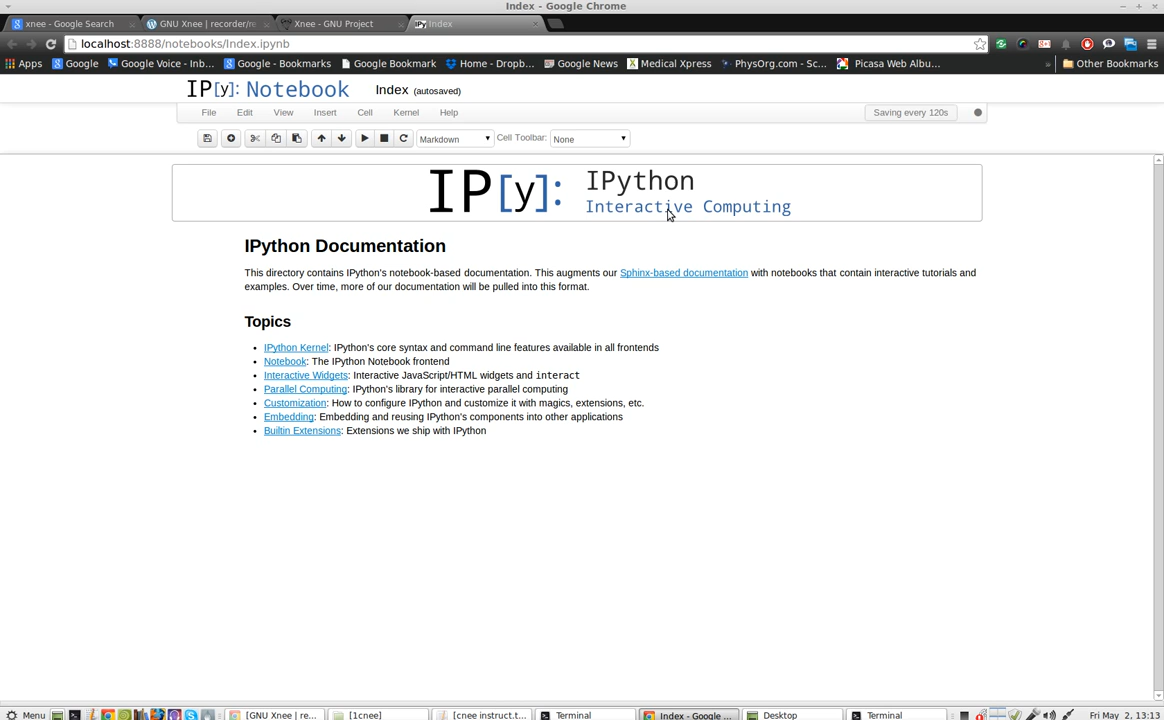 Index - Google Chrome
xnee - Google Search
GNU Xnee | recorder/re
Xnee - GNU Project
IPy Index
localhost:8888/notebooks/Index.ipynb
Apps Google Google Voice - Inb... Google - Bookmarks Google Bookmark Home - Dropb... Google News Medical Xpress PhysOrg.com - Sc... Picasa Web Albu... » Other Bookmarks
IP[y]: Notebook Index (autosaved)
File Edit View Insert Cell Kernel Help Saving every 120s
Markdown Cell Toolbar: None
IP[y]: IPython
Interactive Computing
IPython Documentation
This directory contains IPython's notebook-based documentation. This augments our Sphinx-based documentation with notebooks that contain interactive tutorials and
examples. Over time, more of our documentation will be pulled into this format.
Topics
• IPython Kernel: IPython's core syntax and command line features available in all frontends
• Notebook: The IPython Notebook frontend
• Interactive Widgets: Interactive JavaScript/HTML widgets and interact
• Parallel Computing: IPython's library for interactive parallel computing
• Customization: How to configure IPython and customize it with magics, extensions, etc.
• Embedding: Embedding and reusing IPython's components into other applications
• Builtin Extensions: Extensions we ship with IPython
Menu [GNU Xnee | re... [1cnee] [cnee instruct.t... Terminal Index - Google ... Desktop Terminal Fri May 2, 13:13